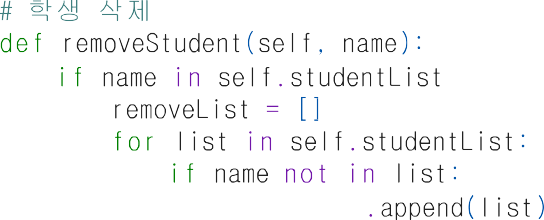 # 학생 삭제
def removeStudent(self, name):
    if name in self.studentList
        removeList = []
        for list in self.studentList:
            if name not in list:
                          .append(list)